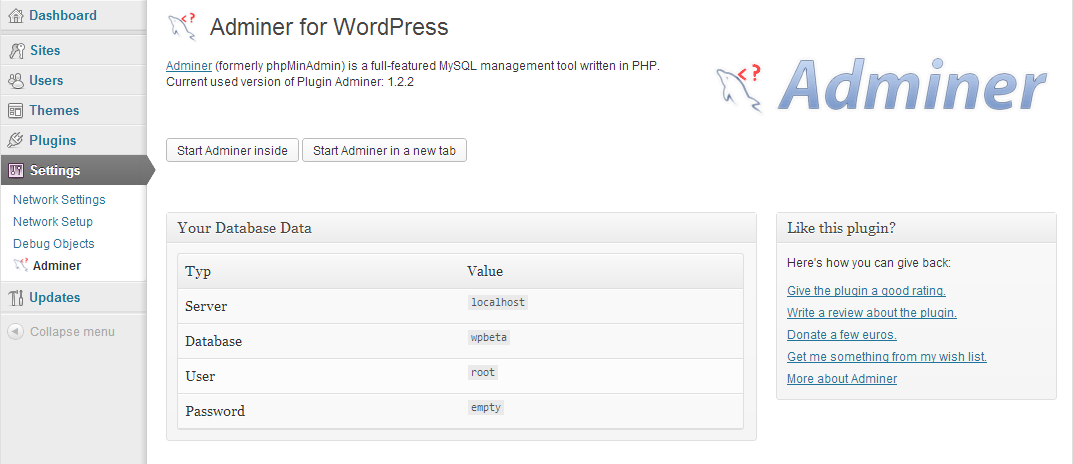 Dashboard
Sites
Users
Themes
Plugins
Settings
Network Settings
Network Setup
Debug Objects
Adminer
Updates
Collapse menu
<?
Adminer for WordPress
Adminer (formerly phpMinAdmin) is a full-featured MySQL management tool written in PHP.
Current used version of Plugin Adminer: 1.2.2
<? Adminer
Start Adminer inside
Start Adminer in a new tab
Your Database Data
Typ Value
Server localhost
Database wpbeta
User root
Password empty
Like this plugin?
Here's how you can give back:
Give the plugin a good rating.
Write a review about the plugin.
Donate a few euros.
Get me something from my wish list.
More about Adminer